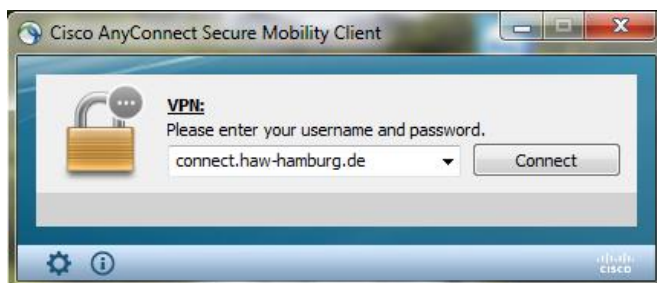 Cisco AnyConnect Secure Mobility Client
VPN:
Please enter your username and password.
connect.haw-hamburg.de
Connect
CISCO